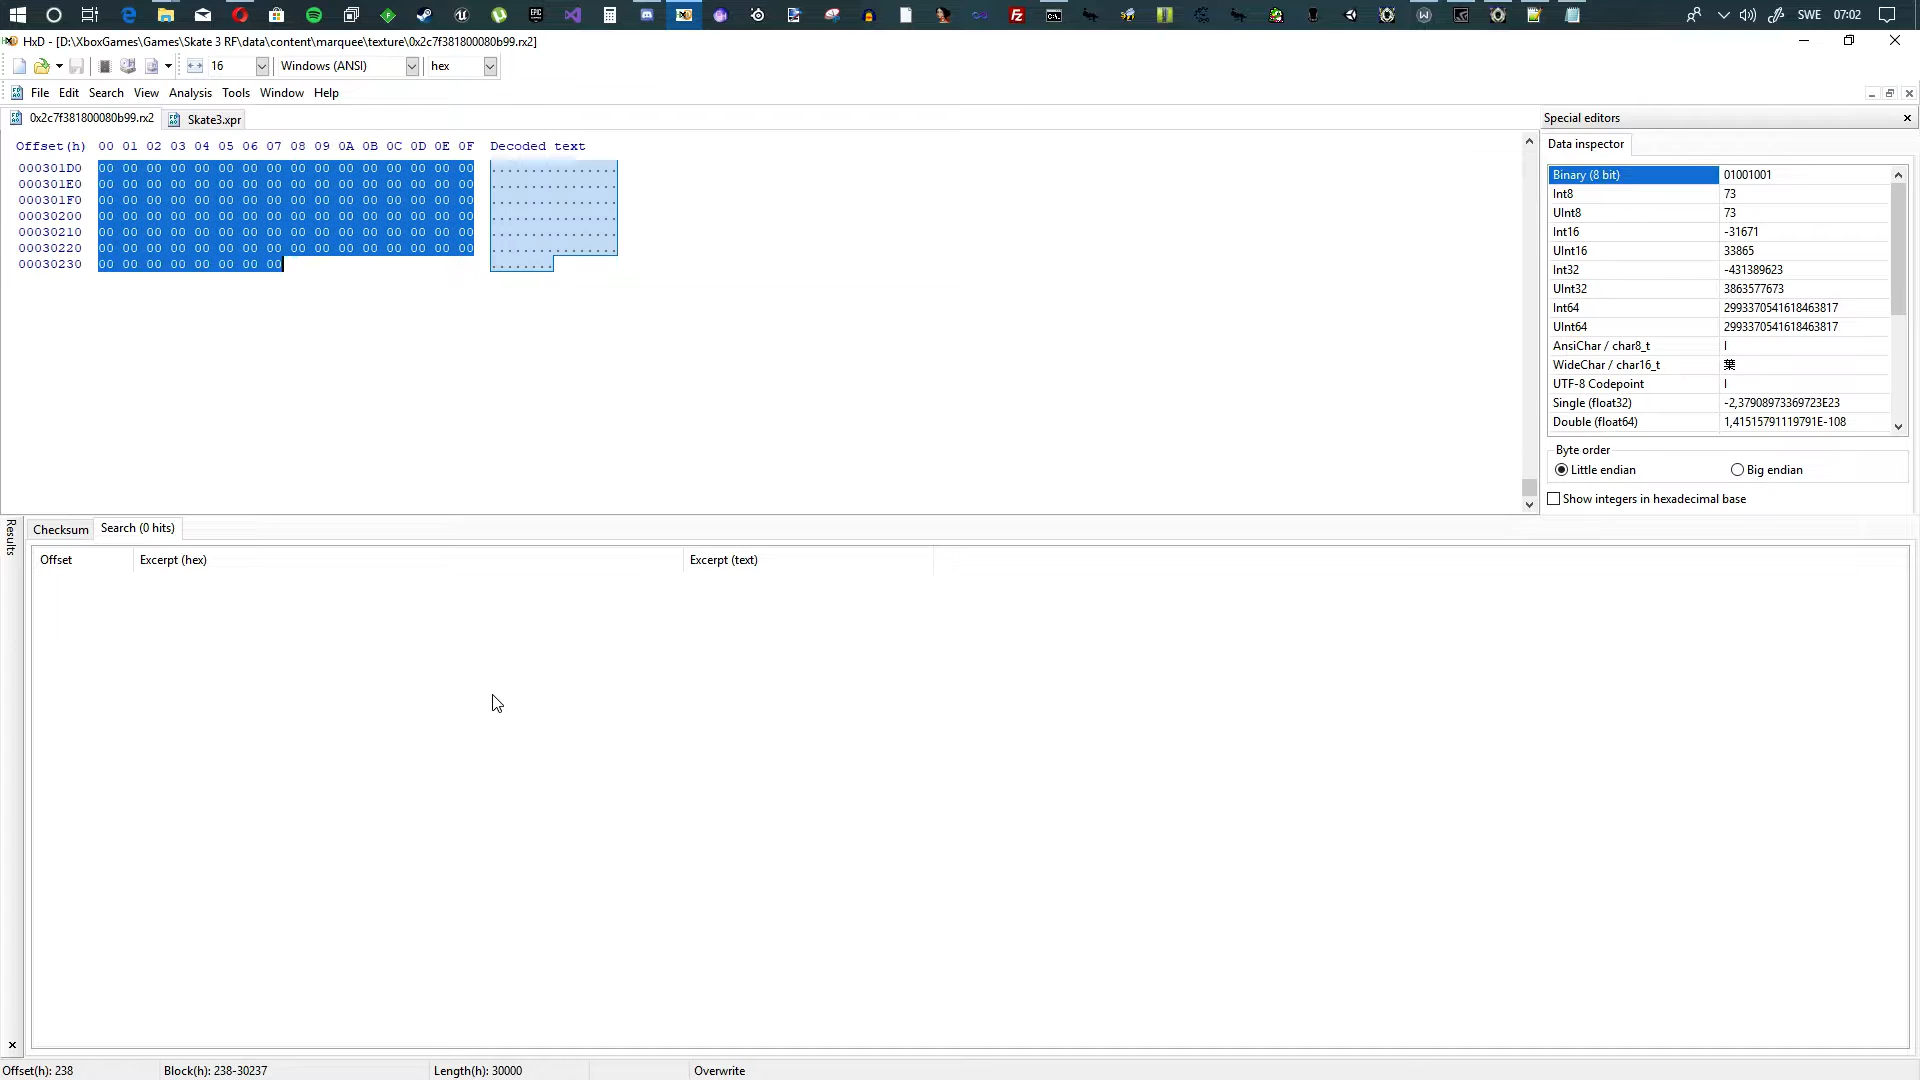 SWE 07:02
HxD - [D:\XboxGames\Games\Skate 3 RF\data\content\marquee\texture\0x2c7f381800080b99.rx2]
16 Windows (ANSI) hex
File Edit Search View Analysis Tools Window Help
0x2c7f381800080b99.rx2 Skate3.xpr
Special editors
Data inspector
Offset(h) 00 01 02 03 04 05 06 07 08 09 0A 0B 0C 0D 0E 0F Decoded text
000301D0 00 00 00 00 00 00 00 00 00 00 00 00 00 00 00 00 ................
000301E0 00 00 00 00 00 00 00 00 00 00 00 00 00 00 00 00 ................
000301F0 00 00 00 00 00 00 00 00 00 00 00 00 00 00 00 00 ................
00030200 00 00 00 00 00 00 00 00 00 00 00 00 00 00 00 00 ................
00030210 00 00 00 00 00 00 00 00 00 00 00 00 00 00 00 00 ................
00030220 00 00 00 00 00 00 00 00 00 00 00 00 00 00 00 00 ................
00030230 00 00 00 00 00 00 00 00 ........
Binary (8 bit) 01001001
Int8 73
UInt8 73
Int16 -31671
UInt16 33865
Int32 -431389623
UInt32 3863577673
Int64 2993370541618463817
UInt64 2993370541618463817
AnsiChar / char8_t I
WideChar / char16_t 葉
UTF-8 Codepoint I
Single (float32) -2,37908973369723E23
Double (float64) 1,41515791119791E-108
Byte order
Little endian Big endian
Show integers in hexadecimal base
Results
Checksum Search (0 hits)
Offset Excerpt (hex) Excerpt (text)
Offset(h): 238 Block(h): 238-30237 Length(h): 30000 Overwrite